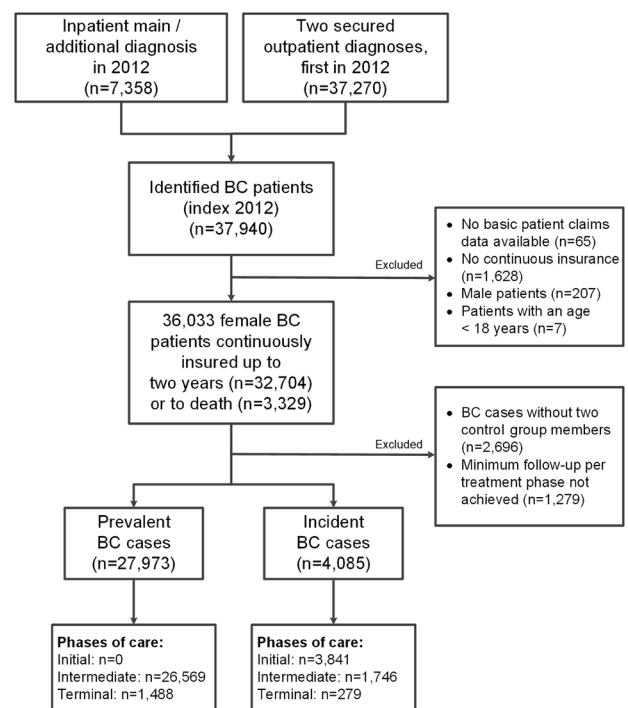 Inpatient main /
additional diagnosis
in 2012
(n=7,358)
Two secured
outpatient diagnoses,
first in 2012
(n=37,270)
Identified BC patients
(index 2012)
(n=37,940)
Excluded
• No basic patient claims
data available (n=65)
• No continuous insurance
(n=1,628)
• Male patients (n=207)
• Patients with an age
< 18 years (n=7)
36,033 female BC
patients continuously
insured up to
two years (n=32,704)
or to death (n=3,329)
Excluded
• BC cases without two
control group members
(n=2,696)
• Minimum follow-up per
treatment phase not
achieved (n=1,279)
Prevalent
BC cases
(n=27,973)
Incident
BC cases
(n=4,085)
Phases of care:
Initial: n=0
Intermediate: n=26,569
Terminal: n=1,488
Phases of care:
Initial: n=3,841
Intermediate: n=1,746
Terminal: n=279